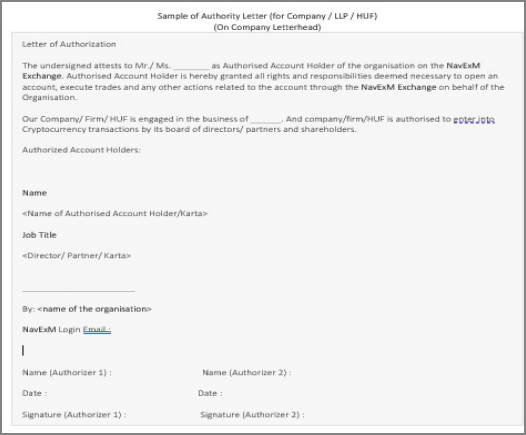 Sample of Authority Letter (for Company / LLP / HUF)
(On Company Letterhead)
Letter of Authorization
The undersigned attests to Mr./ Ms. ________ as Authorised Account Holder of the organisation on the NavExM
Exchange. Authorised Account Holder is hereby granted all rights and responsibilities deemed necessary to open an
account, execute trades and any other actions related to the account through the NavExM Exchange on behalf of the
Organisation.
Our Company/ Firm/ HUF is engaged in the business of _______. And company/firm/HUF is authorised to enter into
Cryptocurrency transactions by its board of directors/ partners and shareholders.
Authorized Account Holders:
Name
<Name of Authorised Account Holder/Karta>
Job Title
<Director/ Partner/ Karta>
_________________________
By: <name of the organisation>
NavExM Login Email :
Name (Authorizer 1) : Name (Authorizer 2) :
Date : Date :
Signature (Authorizer 1) : Signature (Authorizer 2) :